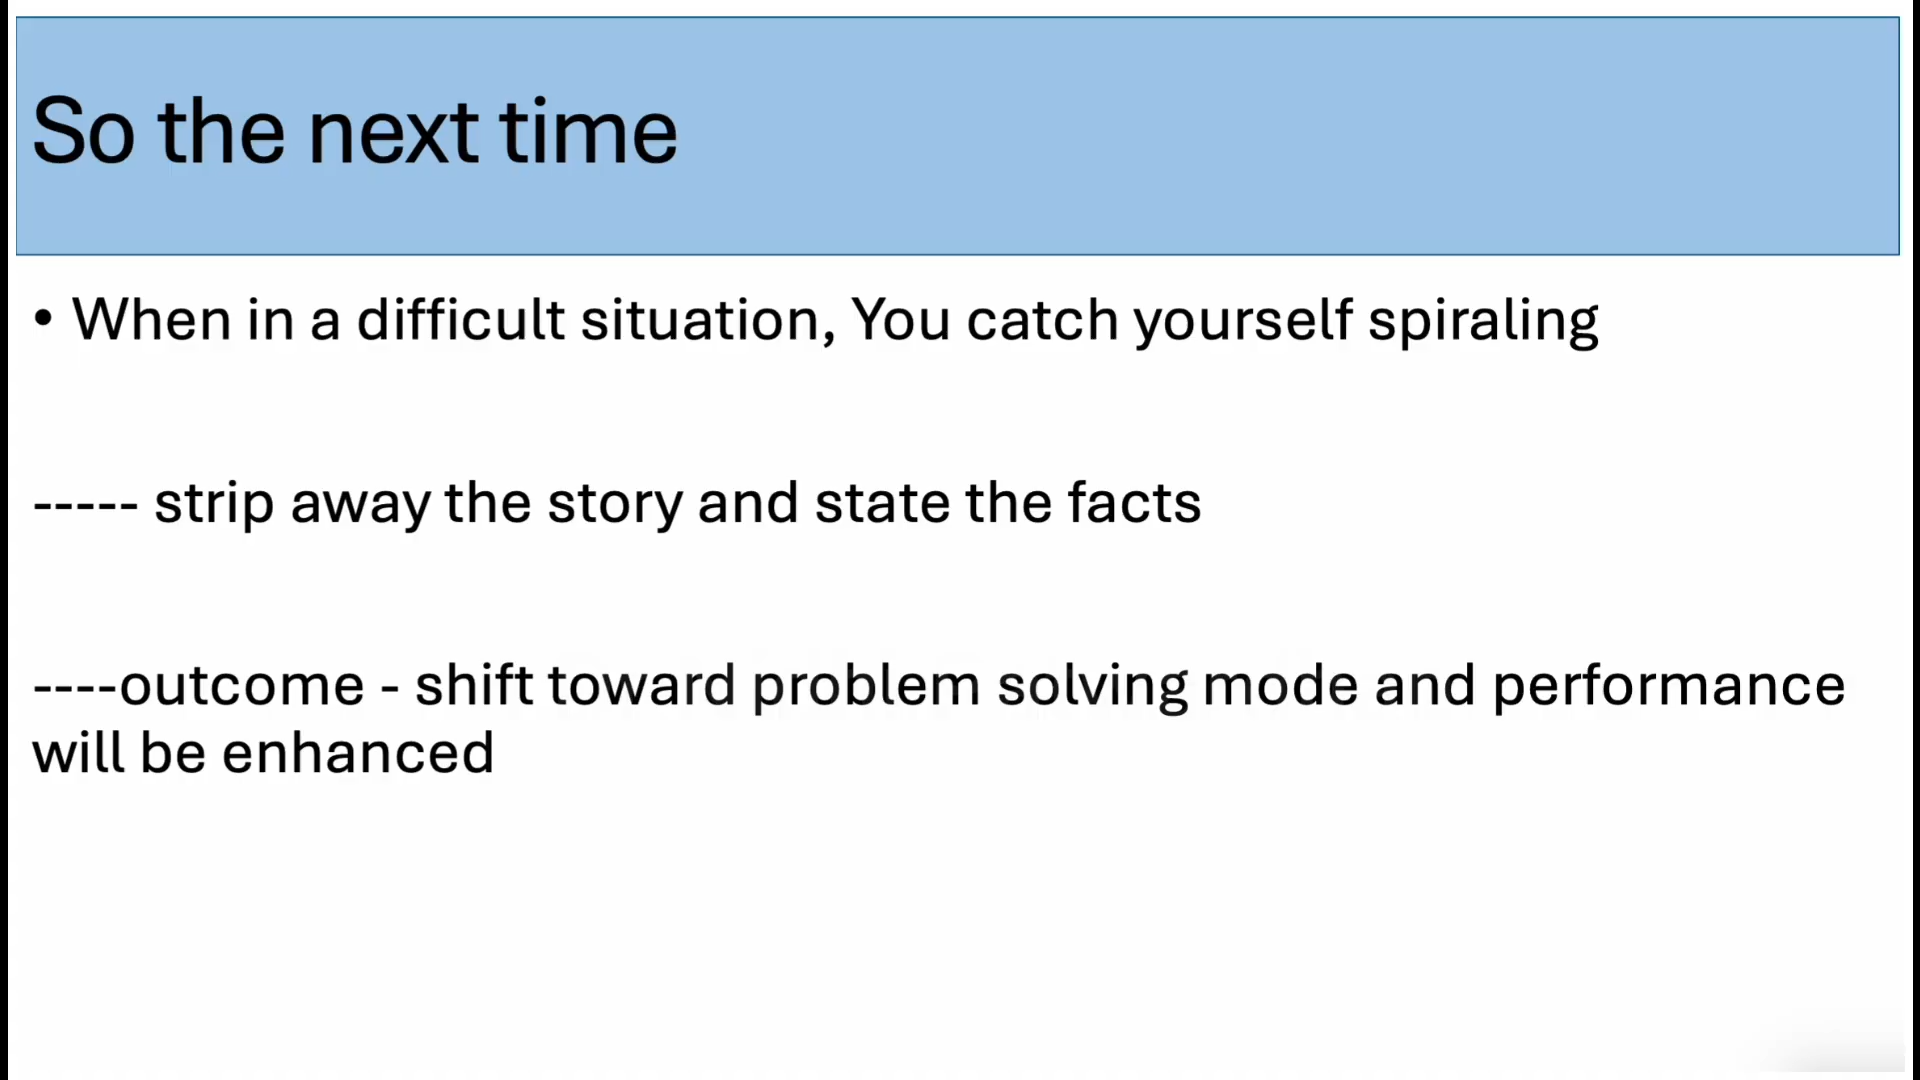 So the next time
• When in a difficult situation, You catch yourself spiraling
----- strip away the story and state the facts
----outcome - shift toward problem solving mode and performance
will be enhanced